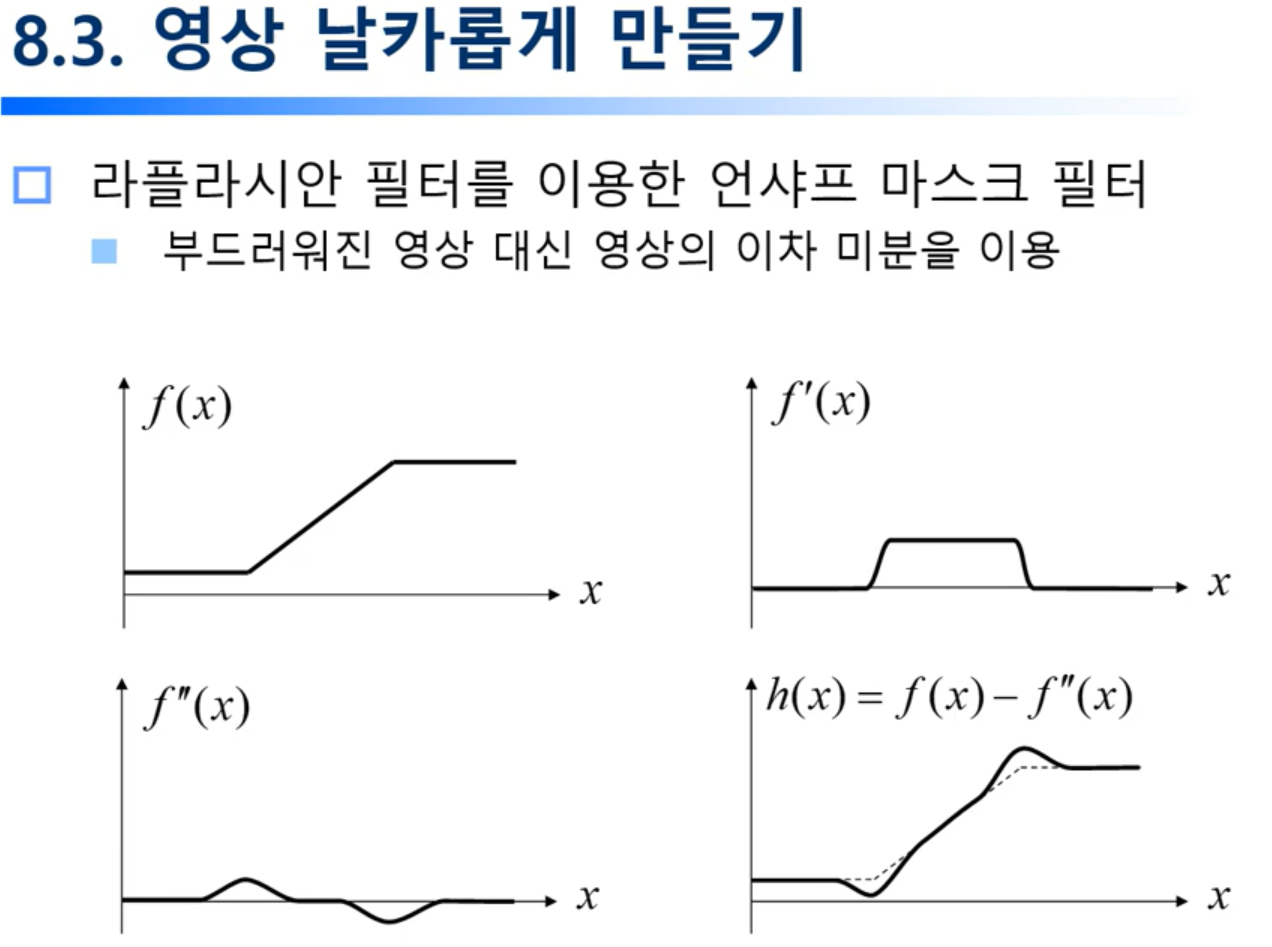 8.3. 영상 날카롭게 만들기
라플라시안 필터를 이용한 언샤프 마스크 필터
부드러워진 영상 대신 영상의 이차 미분을 이용
f(x)
x
f′(x)
x
f″(x)
x
h(x) = f(x) − f″(x)
x